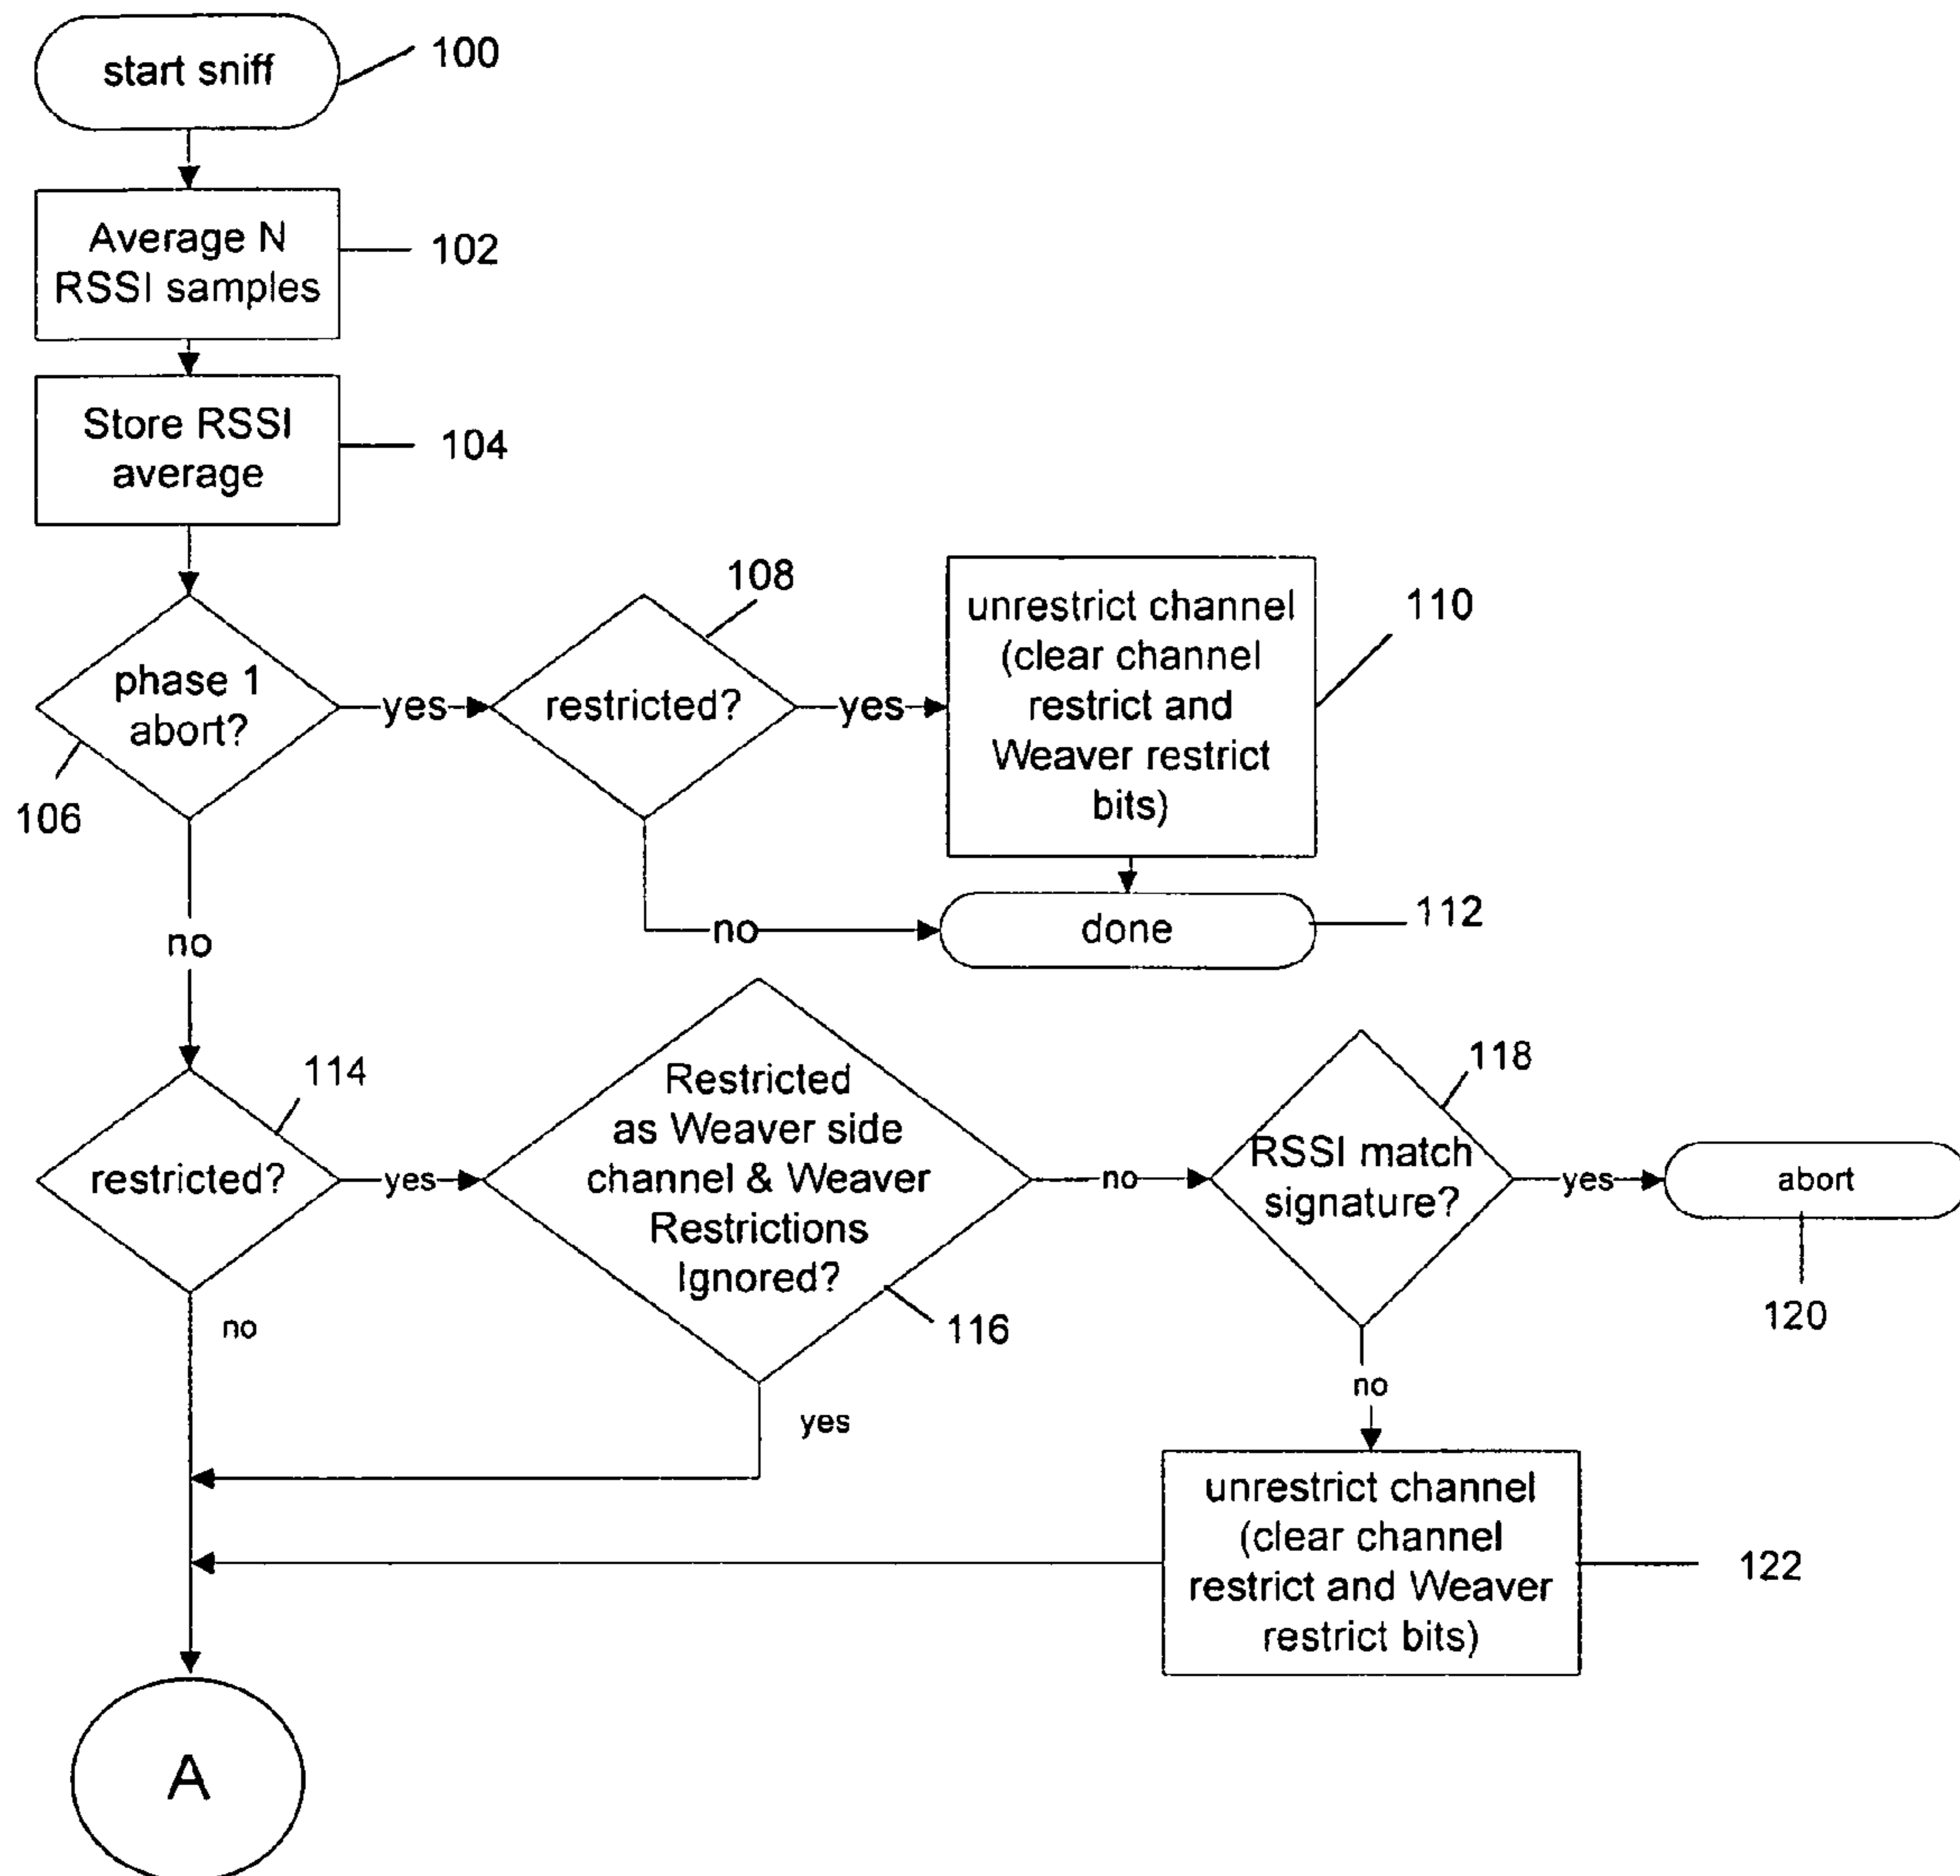 start sniff
100
Average N
RSSI samples
102
Store RSSI
average
104
phase 1
abort?
106
yes
restricted?
108
yes
unrestrict channel
(clear channel
restrict and
Weaver restrict
bits)
110
no
done
112
no
restricted?
114
yes
Restricted
as Weaver side
channel & Weaver
Restrictions
Ignored?
116
no
RSSI match
signature?
118
yes
abort
120
no
yes
no
unrestrict channel
(clear channel
restrict and Weaver
restrict bits)
122
A